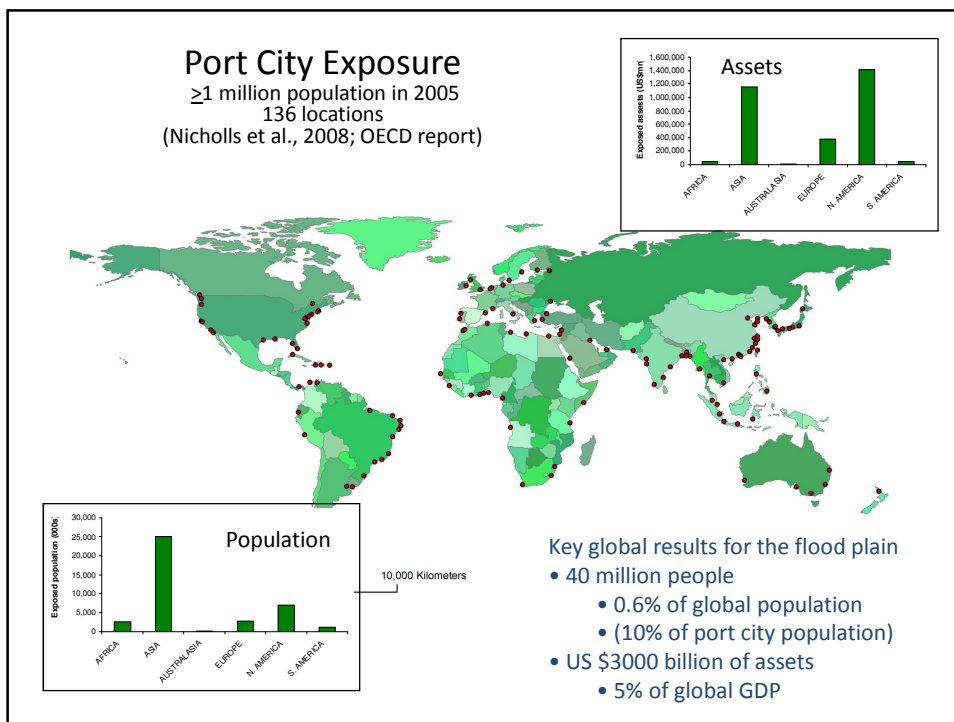 Port City Exposure
≥1 million population in 2005
136 locations
(Nicholls et al., 2008; OECD report)
Assets
Exposed assests (US$mn)
1,600,000
1,400,000
1,200,000
1,000,000
800,000
600,000
400,000
200,000
0
AFRICA
ASIA
AUSTRALASIA
EUROPE
N. AMERICA
S. AMERICA
Population
Exposed population (000s)
30,000
25,000
20,000
15,000
10,000
5,000
0
AFRICA
ASIA
AUSTRALASIA
EUROPE
N. AMERICA
S. AMERICA
10,000 Kilometers
Key global results for the flood plain
• 40 million people
• 0.6% of global population
• (10% of port city population)
• US $3000 billion of assets
• 5% of global GDP